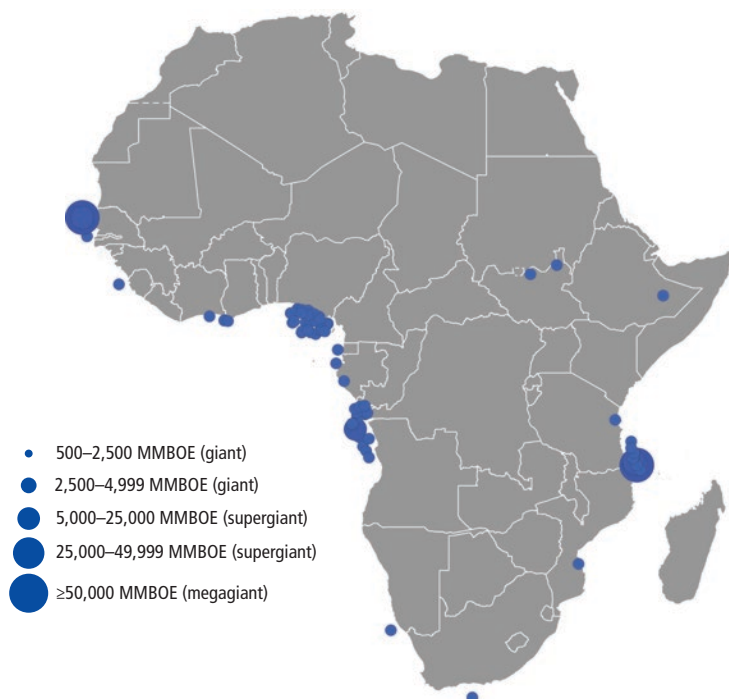 500–2,500 MMBOE (giant)
2,500–4,999 MMBOE (giant)
5,000–25,000 MMBOE (supergiant)
25,000–49,999 MMBOE (supergiant)
≥50,000 MMBOE (megagiant)